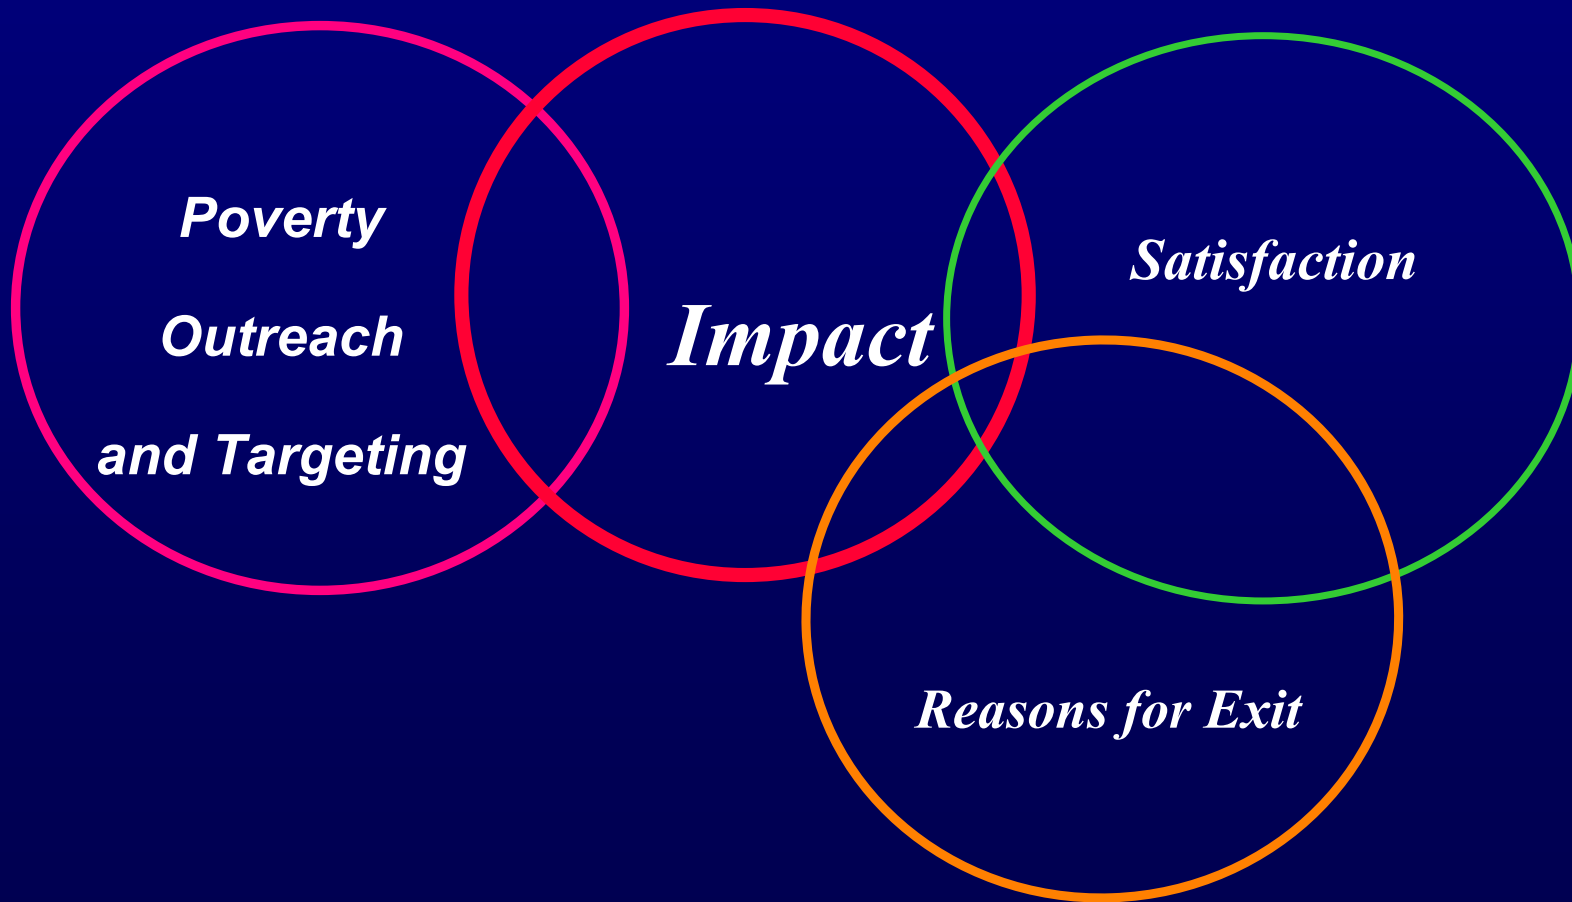 Poverty
Outreach
and Targeting
Impact
Satisfaction
Reasons for Exit